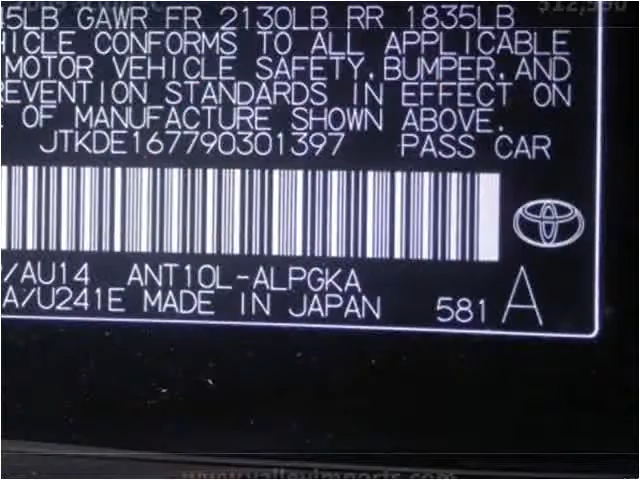 5LB GAWR FR 2130LB RR 1835LB
HICLE CONFORMS TO ALL APPLICABLE
MOTOR VEHICLE SAFETY, BUMPER, AND
EVENTION STANDARDS IN EFFECT ON
OF MANUFACTURE SHOWN ABOVE.
JTKDE167790301397 PASS CAR
/AU14 ANT10L-ALPGKA
A/U241E MADE IN JAPAN 581 A